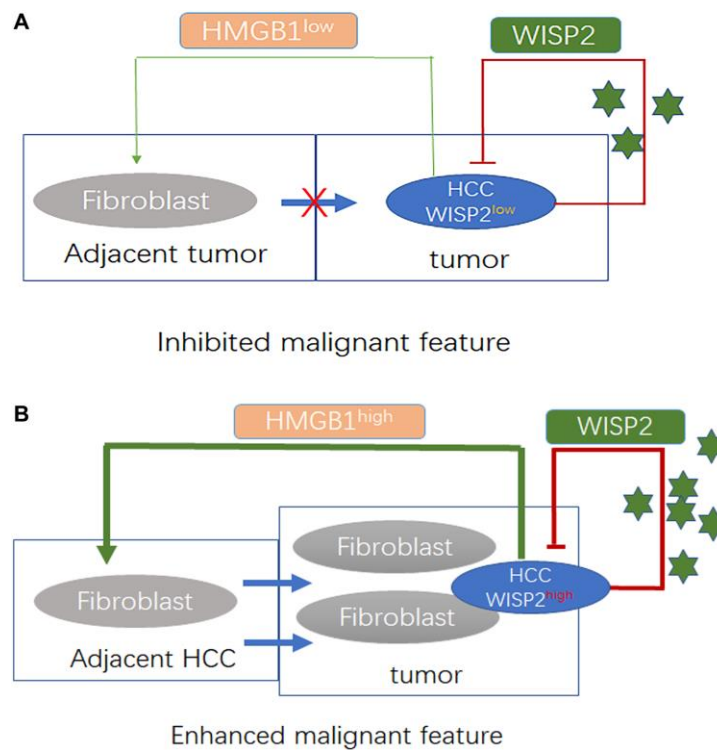 A
HMGB1low
WISP2
Fibroblast
HCC
WISP2low
Adjacent tumor
tumor
Inhibited malignant feature
B
HMGB1high
WISP2
Fibroblast
Fibroblast
HCC
WISP2high
Fibroblast
Adjacent HCC
tumor
Enhanced malignant feature